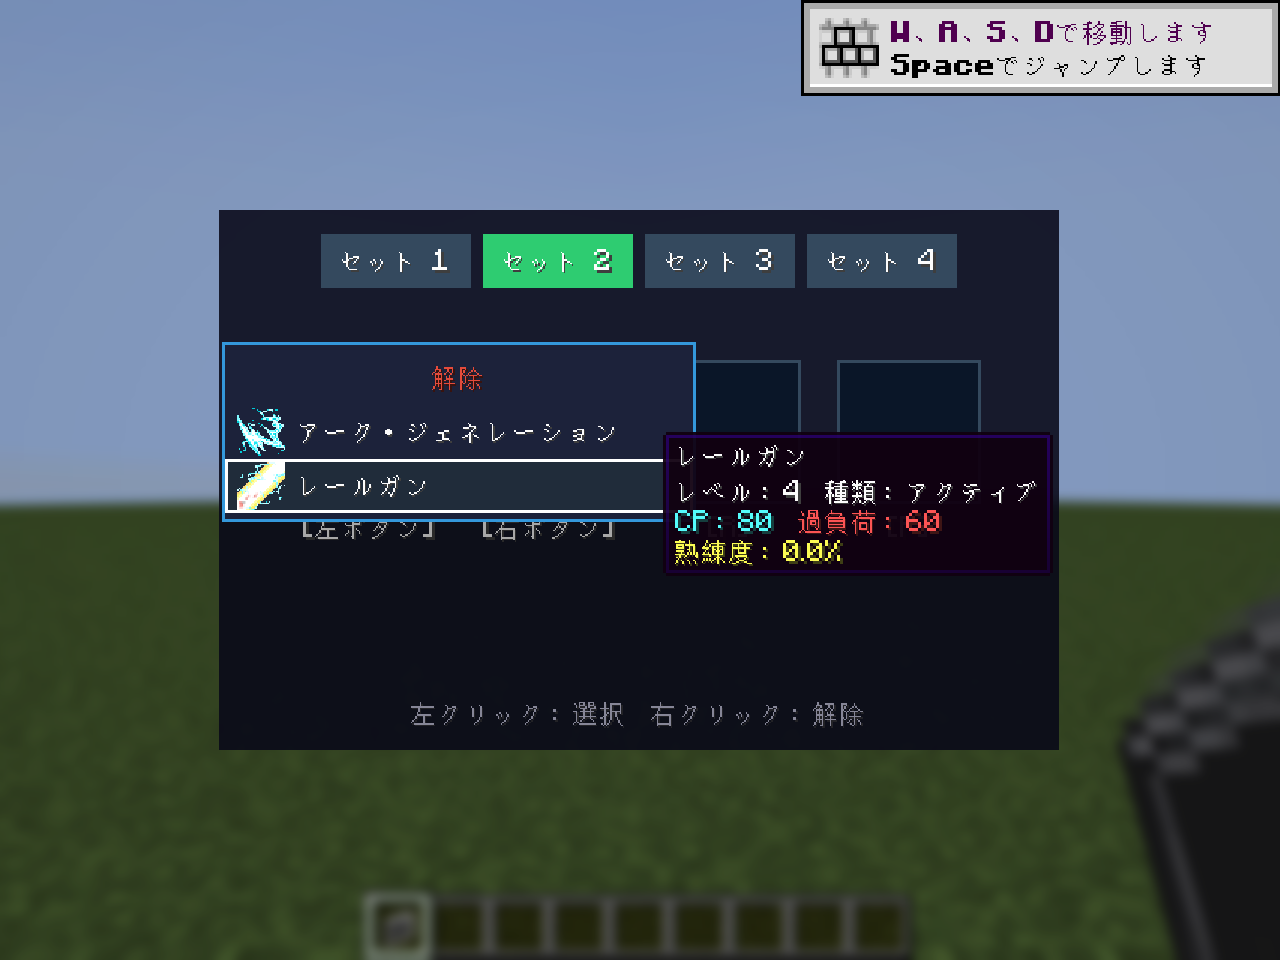 W、A、S、Dで移動します
Spaceでジャンプします
セット 1
セット 2
セット 3
セット 4
解除
アーク・ジェネレーション
レールガン
レールガン
レベル: 4 種類: アクティブ
CP: 80 過負荷: 60
熟練度: 0.0%
[左ボタン]
[右ボタン]
左クリック: 選択 右クリック: 解除